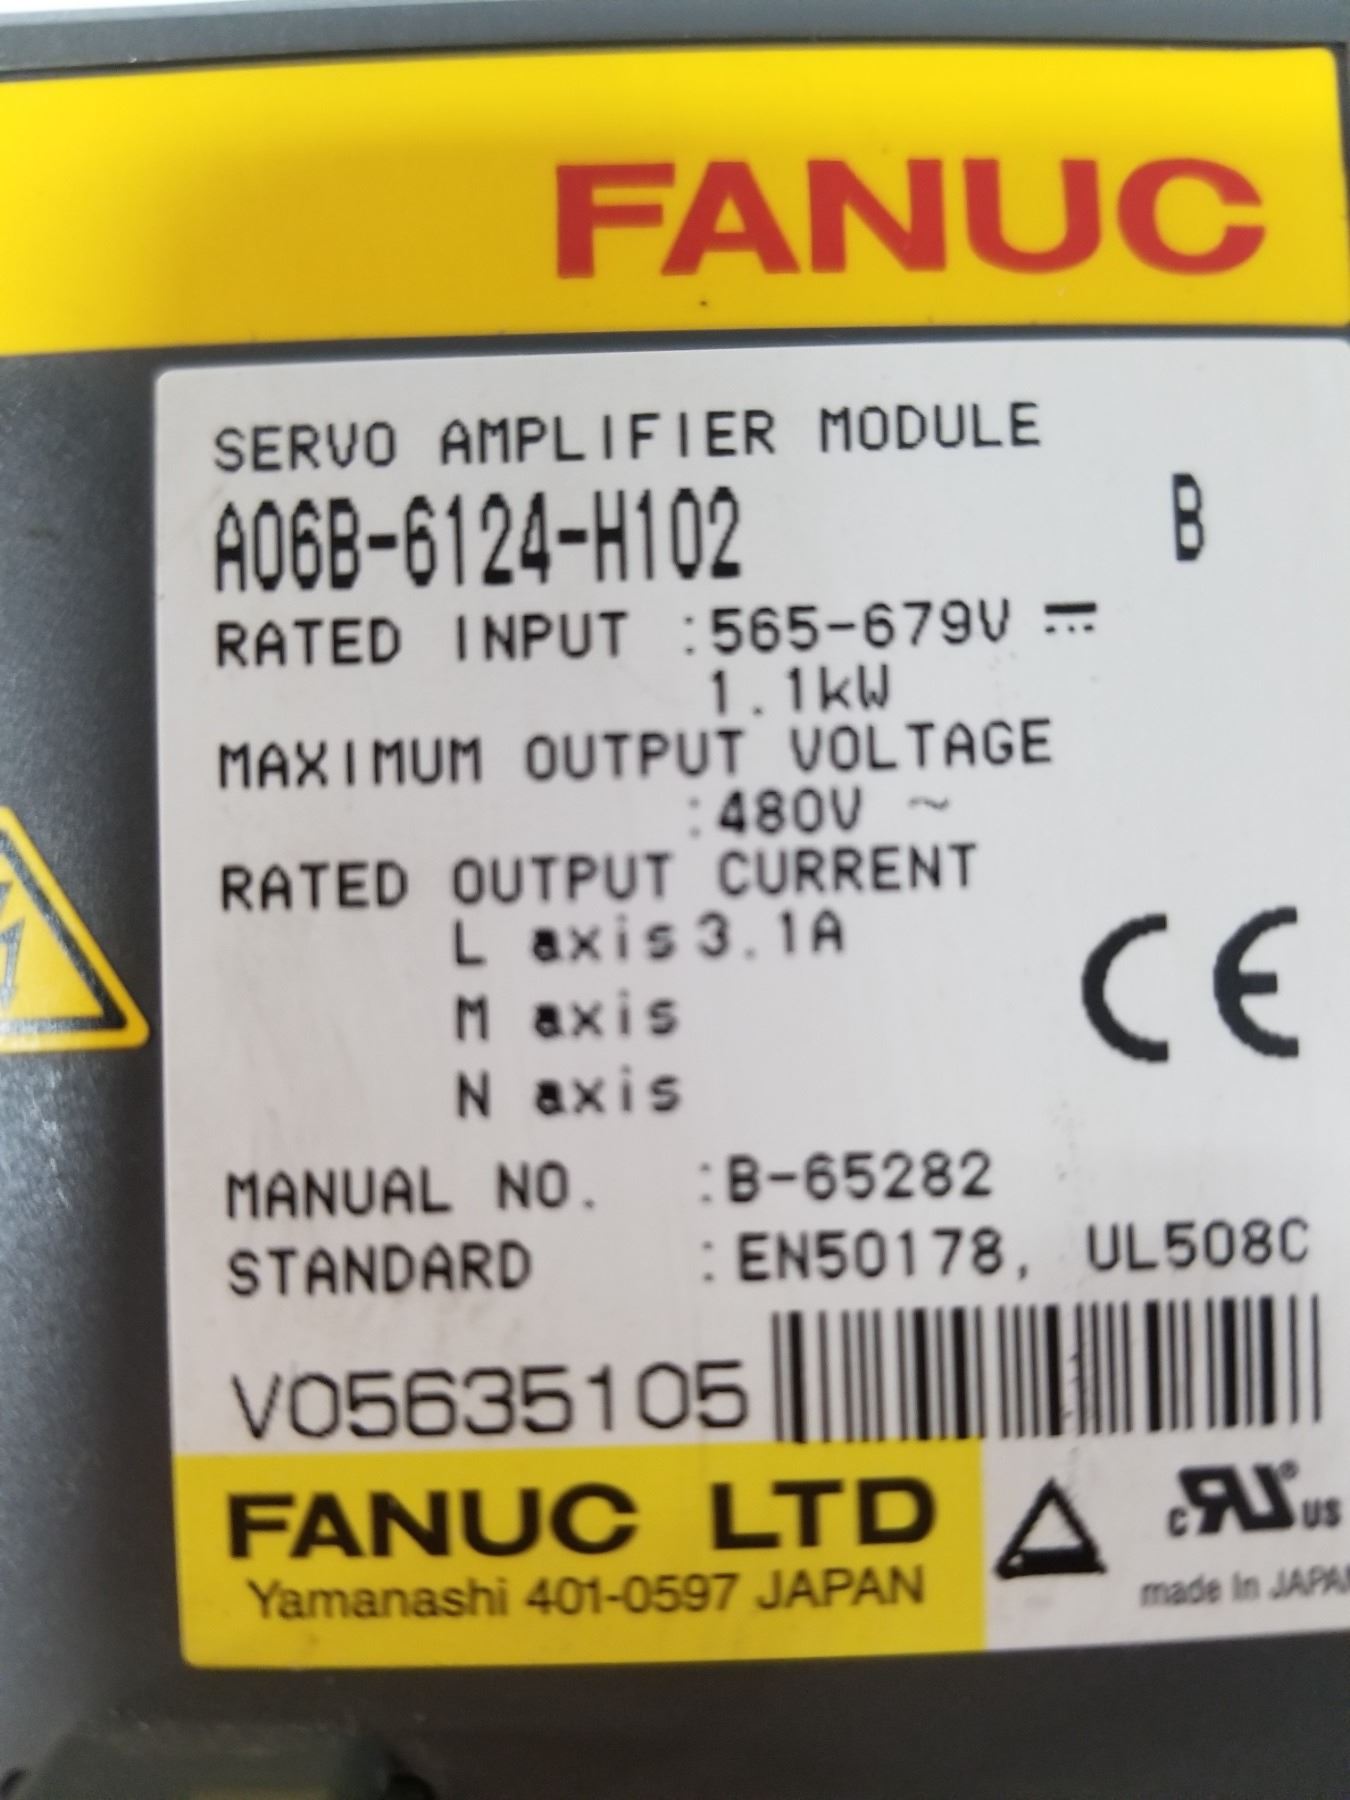 FANUC
SERVO AMPLIFIER MODULE
A06B-6124-H102 B
RATED INPUT :565-679V ⎓
1.1kW
MAXIMUM OUTPUT VOLTAGE
:480V ~
RATED OUTPUT CURRENT
L axis 3.1A
M axis
N axis
CE
MANUAL NO. :B-65282
STANDARD :EN50178, UL508C
V05635105
FANUC LTD
Yamanashi 401-0597 JAPAN
c RU ® US
made in JAPAN